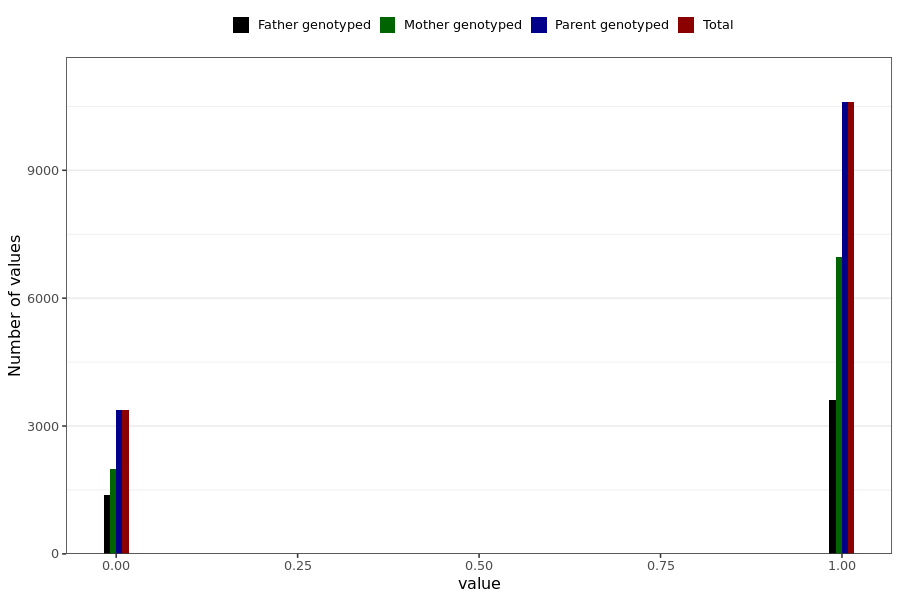 Father genotyped Mother genotyped Parent genotyped Total
Number of values
9000
6000
3000
0
0.00 0.25 0.50 0.75 1.00
value